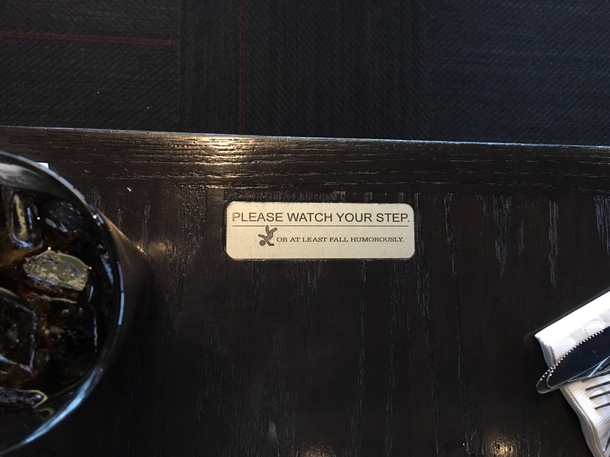 PLEASE WATCH YOUR STEP.
OR AT LEAST FALL HUMOROUSLY.